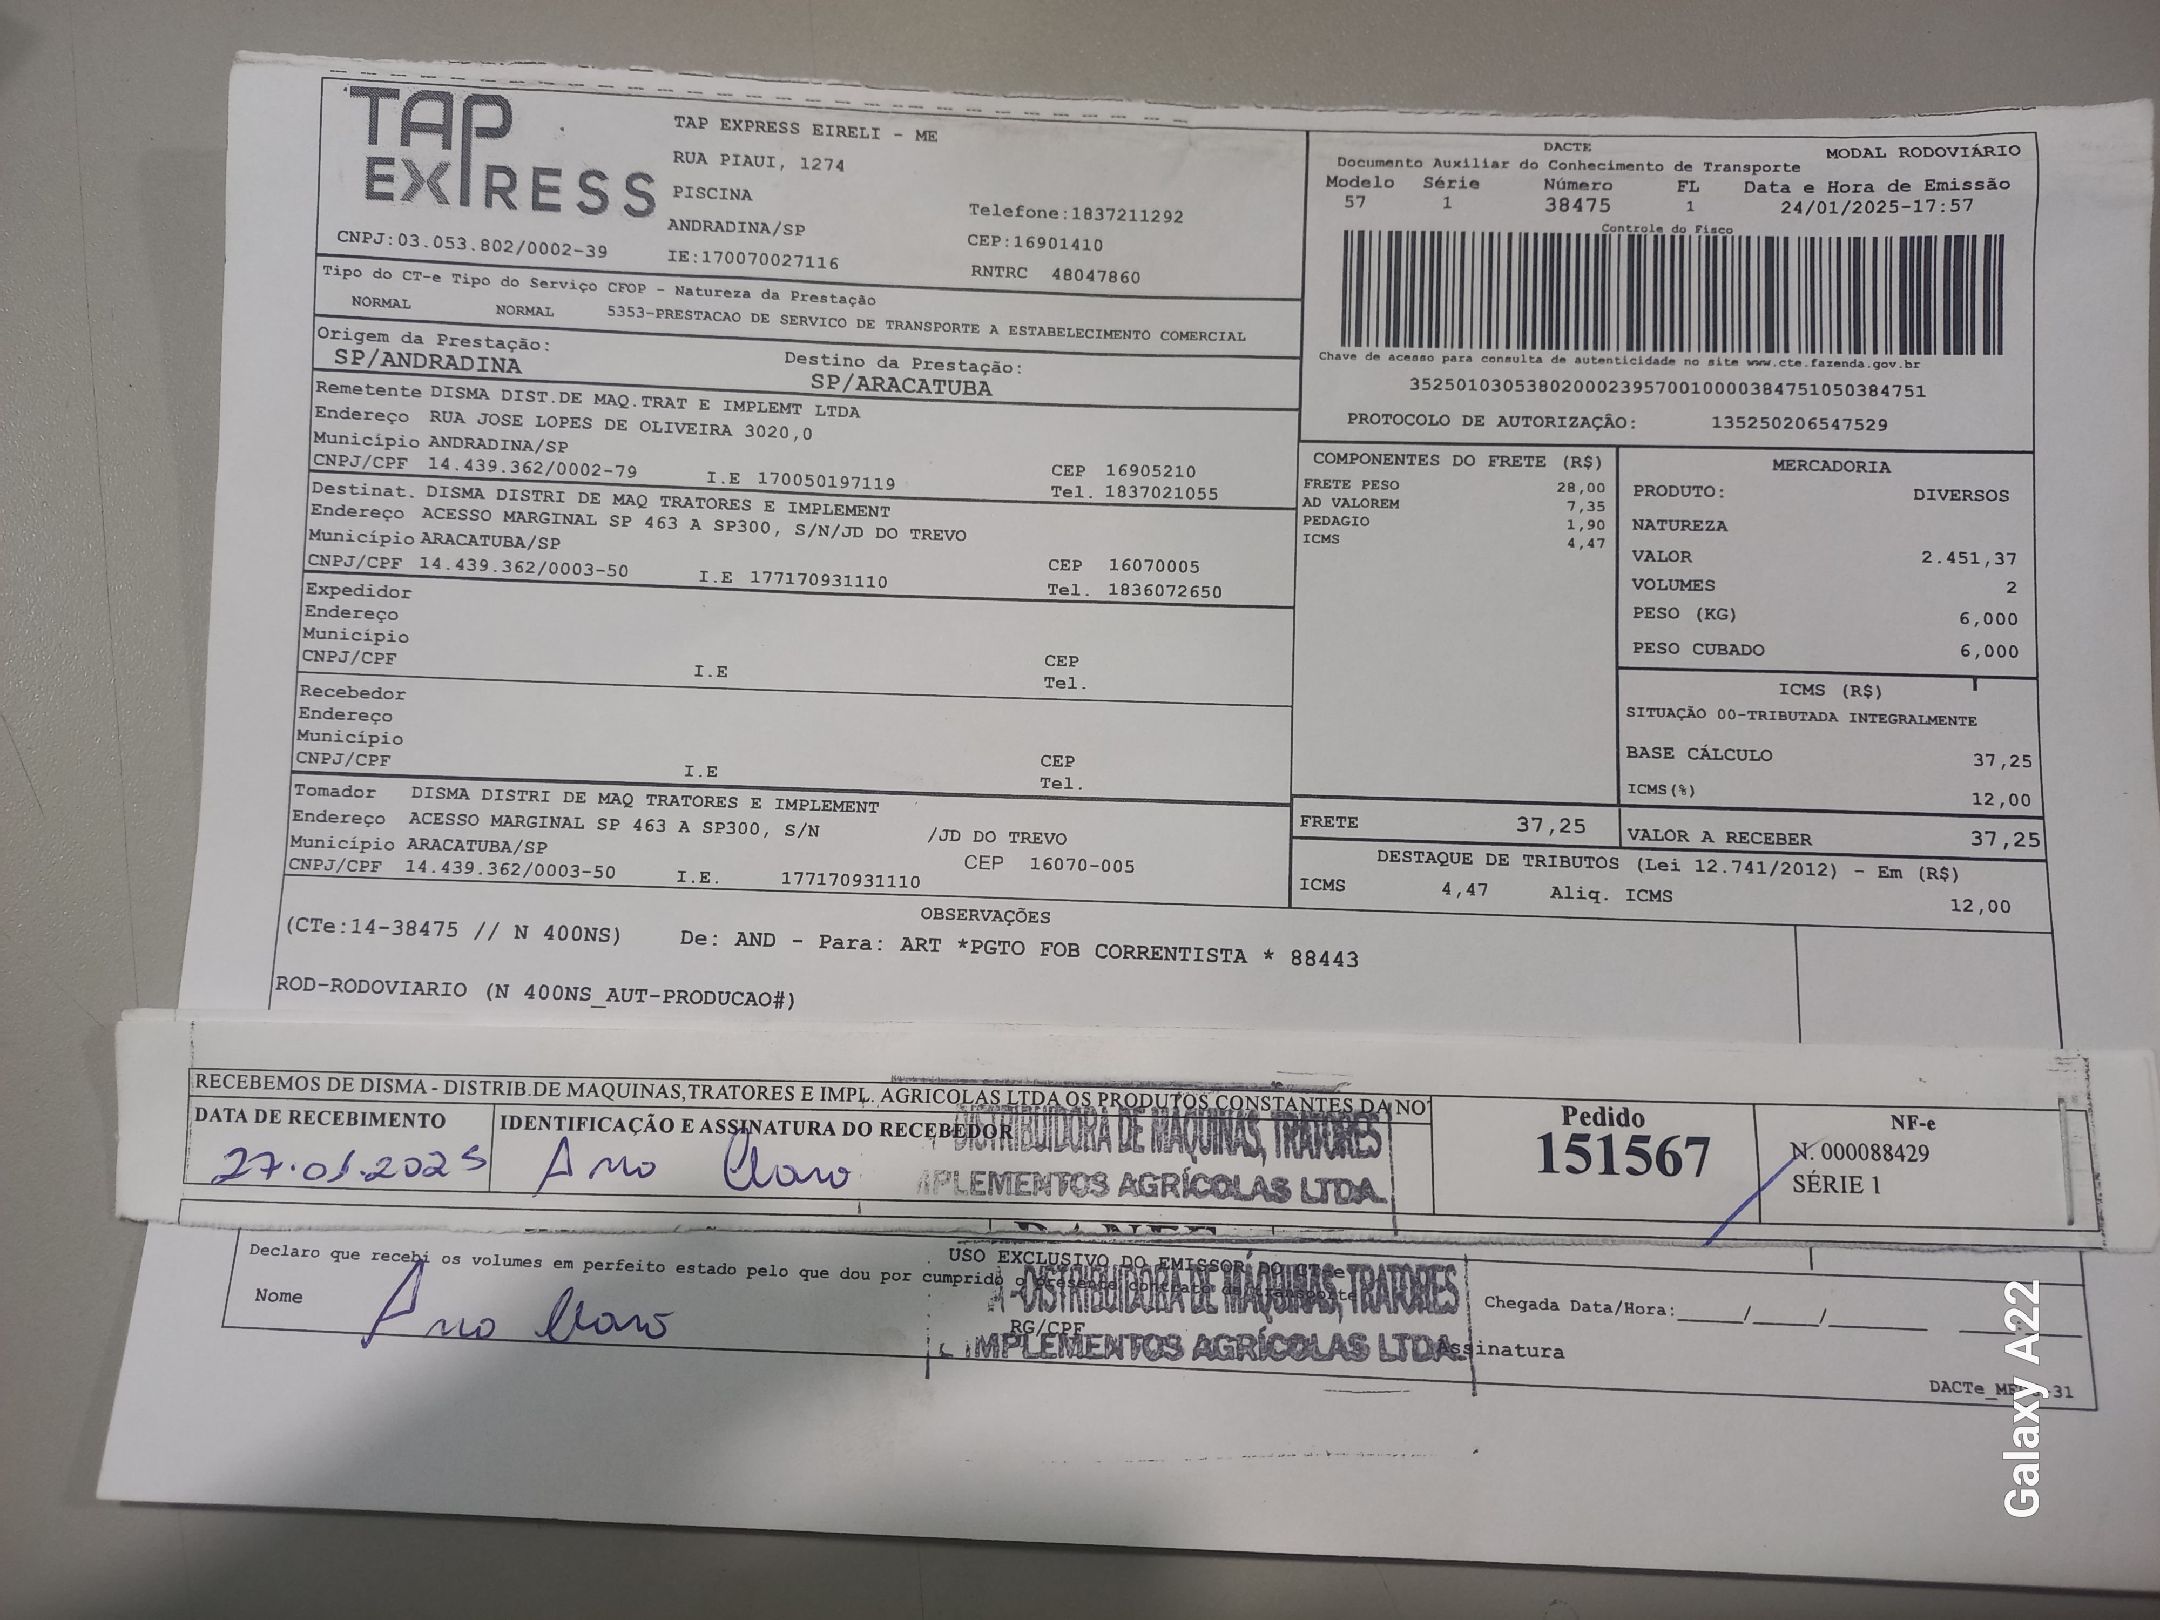 TAP EXPRESS
TAP EXPRESS EIRELI - ME
RUA PIAUI, 1274
PISCINA
ANDRADINA/SP
CNPJ:03.053.802/0002-39
IE:170070027116
Telefone:1837211292
CEP:16901410
RNTRC 48047860
DACTE MODAL RODOVIÁRIO
Documento Auxiliar do Conhecimento de Transporte
Modelo Série Número FL Data e Hora de Emissão
57 1 38475 1 24/01/2025-17:57
Controle do Fisco
Chave de acesso para consulta de autenticidade no site www.cte.fazenda.gov.br
35250103053802000239570010000384751050384751
PROTOCOLO DE AUTORIZAÇÃO: 135250206547529
Tipo do CT-e Tipo do Serviço CFOP - Natureza da Prestação
NORMAL NORMAL 5353-PRESTACAO DE SERVICO DE TRANSPORTE A ESTABELECIMENTO COMERCIAL
Origem da Prestação: Destino da Prestação:
SP/ANDRADINA SP/ARACATUBA
Remetente DISMA DIST.DE MAQ.TRAT E IMPLEMT LTDA
Endereço RUA JOSE LOPES DE OLIVEIRA 3020,0
Município ANDRADINA/SP CEP 16905210
CNPJ/CPF 14.439.362/0002-79 I.E 170050197119 Tel. 1837021055
Destinat. DISMA DISTRI DE MAQ TRATORES E IMPLEMENT
Endereço ACESSO MARGINAL SP 463 A SP300, S/N/JD DO TREVO
Município ARACATUBA/SP CEP 16070005
CNPJ/CPF 14.439.362/0003-50 I.E 177170931110 Tel. 1836072650
Expedidor
Endereço
Município CEP
CNPJ/CPF I.E Tel.
Recebedor
Endereço
Município CEP
CNPJ/CPF I.E Tel.
Tomador DISMA DISTRI DE MAQ TRATORES E IMPLEMENT
Endereço ACESSO MARGINAL SP 463 A SP300, S/N /JD DO TREVO
Município ARACATUBA/SP CEP 16070-005
CNPJ/CPF 14.439.362/0003-50 I.E. 177170931110
COMPONENTES DO FRETE (R$)
FRETE PESO 28,00
AD VALOREM 7,35
PEDAGIO 1,90
ICMS 4,47
MERCADORIA
PRODUTO: DIVERSOS
NATUREZA
VALOR 2.451,37
VOLUMES 2
PESO (KG) 6,000
PESO CUBADO 6,000
ICMS (R$)
SITUAÇÃO 00-TRIBUTADA INTEGRALMENTE
BASE CÁLCULO 37,25
ICMS(%) 12,00
FRETE 37,25 VALOR A RECEBER 37,25
DESTAQUE DE TRIBUTOS (Lei 12.741/2012) - Em (R$)
ICMS 4,47 Aliq. ICMS 12,00
OBSERVAÇÕES
(CTe:14-38475 // N 400NS) De: AND - Para: ART *PGTO FOB CORRENTISTA * 88443
ROD-RODOVIARIO (N 400NS_AUT-PRODUCAO#)
RECEBEMOS DE DISMA - DISTRIB.DE MAQUINAS,TRATORES E IMPL. AGRICOLAS LTDA OS PRODUTOS CONSTANTES DA NO
DATA DE RECEBIMENTO IDENTIFICAÇÃO E ASSINATURA DO RECEBEDOR
27.01.2025
DISTRIBUIDORA DE MÁQUINAS, TRATORES
PLEMENTOS AGRÍCOLAS LTDA.
Pedido
151567
NF-e
N. 000088429
SÉRIE 1
USO EXCLUSIVO DO EMISSOR DO CTe
Declaro que recebi os volumes em perfeito estado pelo que dou por cumprido o presente contrato de transporte
Nome
RG/CPF
-DISTRIBUIDORA DE MÁQUINAS, TRATORES
IMPLEMENTOS AGRÍCOLAS LTDA.
Chegada Data/Hora:____/____/____
Assinatura
31
Galaxy A22